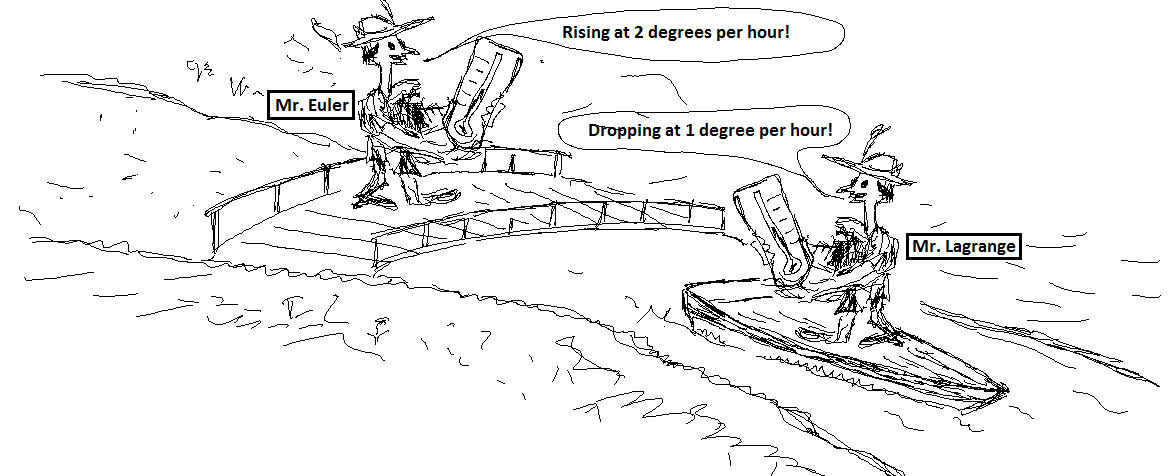 Rising at 2 degrees per hour!
Mr. Euler
Dropping at 1 degree per hour!
Mr. Lagrange